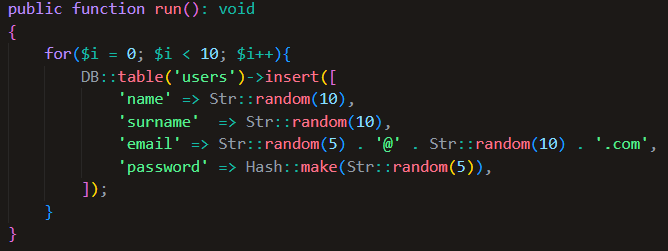 public function run(): void
{
    for($i = 0; $i < 10; $i++){
        DB::table('users')->insert([
            'name' => Str::random(10),
            'surname'  => Str::random(10),
            'email' => Str::random(5) . '@' . Str::random(10) . '.com',
            'password' => Hash::make(Str::random(5)),
        ]);
    }
}